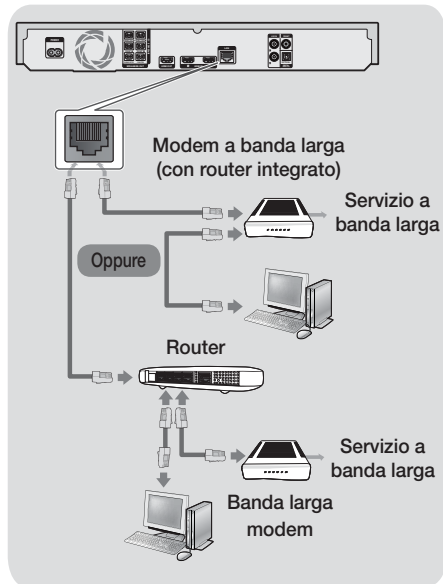 Modem a banda larga
(con router integrato)
Servizio a
banda larga
Oppure
Router
Servizio a
banda larga
Banda larga
modem